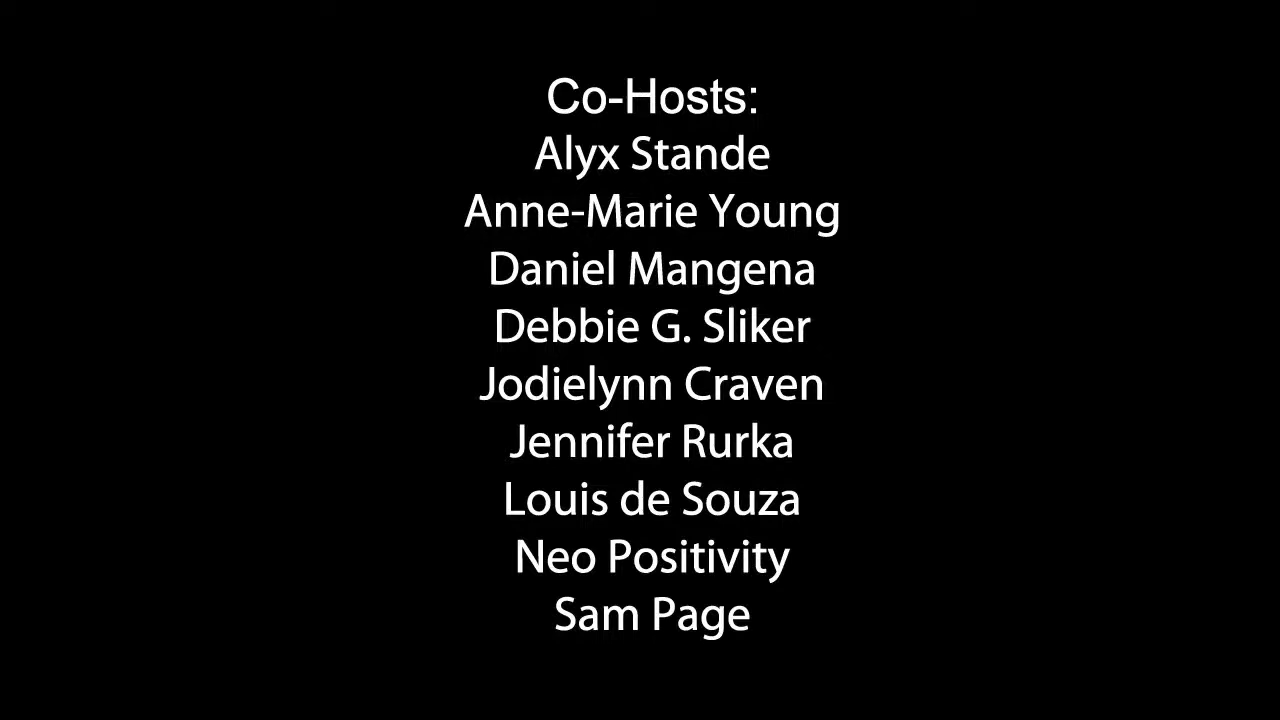 Co-Hosts:
Alyx Stande
Anne-Marie Young
Daniel Mangena
Debbie G. Sliker
Jodielynn Craven
Jennifer Rurka
Louis de Souza
Neo Positivity
Sam Page